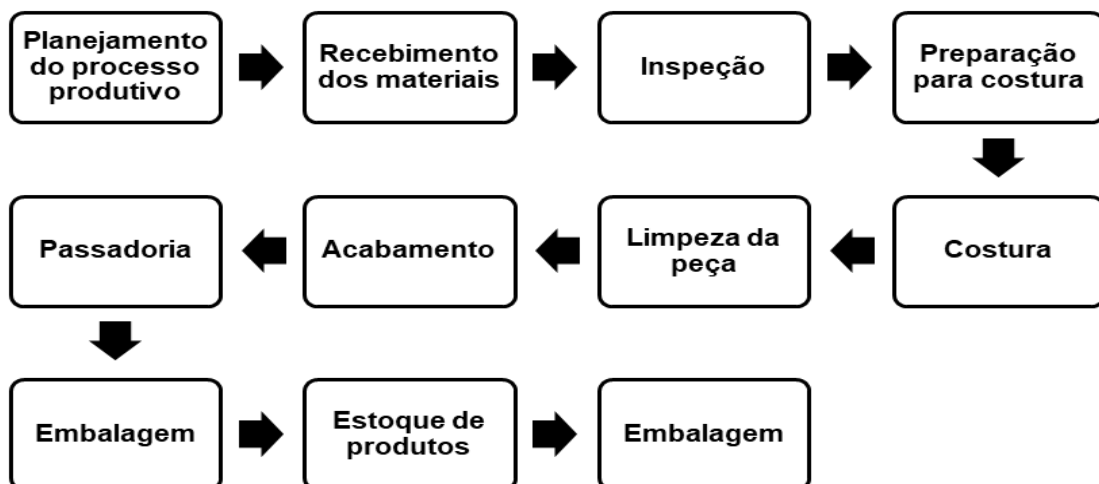 Planejamento
do processo
produtivo
Recebimento
dos materiais
Inspeção
Preparação
para costura
Passadoria
Acabamento
Limpeza da
peça
Costura
Embalagem
Estoque de
produtos
Embalagem